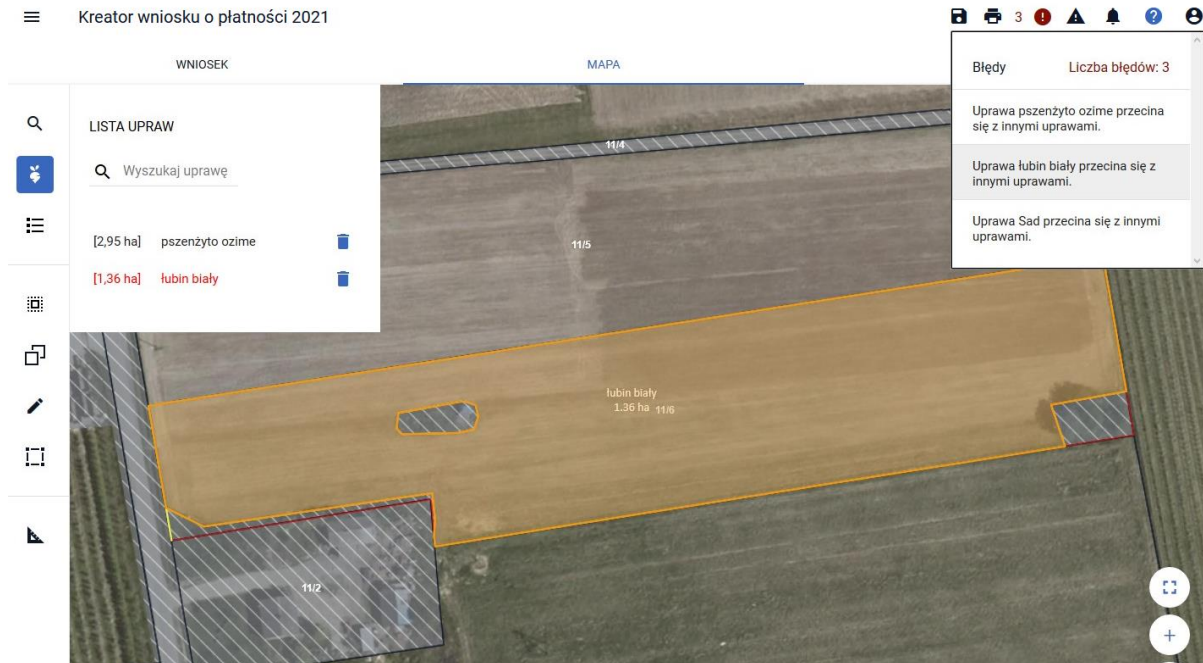 Kreator wniosku o płatności 2021
3
WNIOSEK
MAPA
Błędy
Liczba błędów: 3
Uprawa pszenżyto ozime przecina
się z innymi uprawami.
Uprawa łubin biały przecina się z
innymi uprawami.
Uprawa Sad przecina się z innymi
uprawami.
LISTA UPRAW
Wyszukaj uprawę
[2,95 ha] pszenżyto ozime
[1,36 ha] łubin biały
11/4
11/5
łubin biały
1.36 ha 11/6
11/2